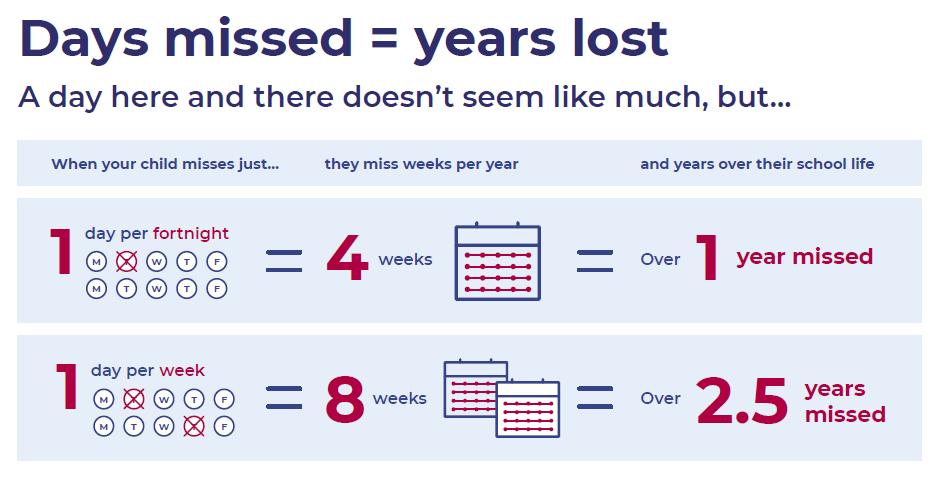 Days missed = years lost
A day here and there doesn't seem like much, but...
When your child misses just... they miss weeks per year and years over their school life
1 day per fortnight
M T W T F
M T W T F
= 4 weeks = Over 1 year missed
1 day per week
M T W T F
M T W T F
= 8 weeks = Over 2.5 years
missed